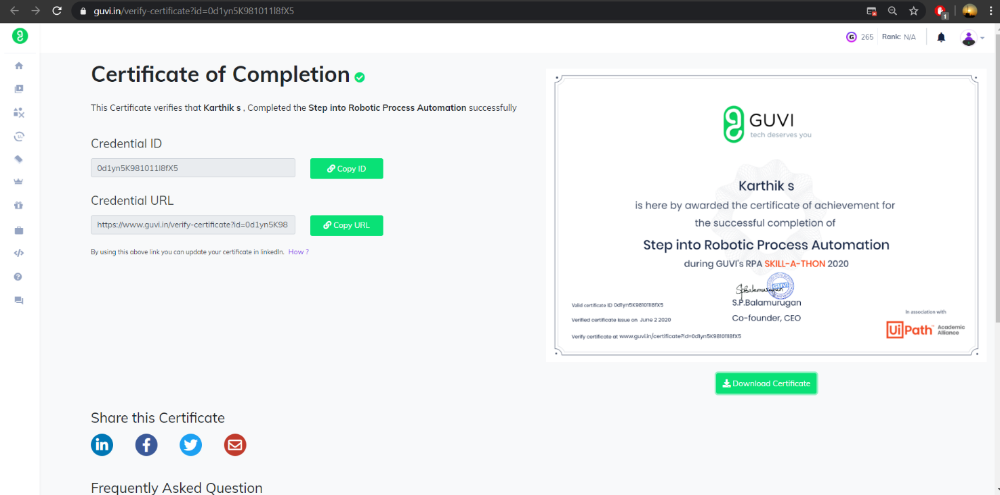 guvi.in/verify-certificate?id=0d1yn5K981011l8fX5
1
265 Rank: N/A
Certificate of Completion
This Certificate verifies that Karthik s , Completed the Step into Robotic Process Automation successfully
Credential ID
0d1yn5K981011l8fX5
Copy ID
Credential URL
https://www.guvi.in/verify-certificate?id=0d1yn5K98
Copy URL
By using this above link you can update your certificate in linkedIn. How ?
GUVI
tech deserves you
Karthik s
is here by awarded the certificate of achievement for
the successful completion of
Step into Robotic Process Automation
during GUVI's RPA SKILL-A-THON 2020
GUVI
S.P.Balamurugan
Co-founder, CEO
Valid certificate ID 0d1yn5K981011l8fX5
Verified certificate issue on June 2 2020
Verify certificate at www.guvi.in/certificate?id=0d1yn5K981011l8fX5
In association with
UiPath™ Academic
Alliance
Download Certificate
Share this Certificate
Frequently Asked Question